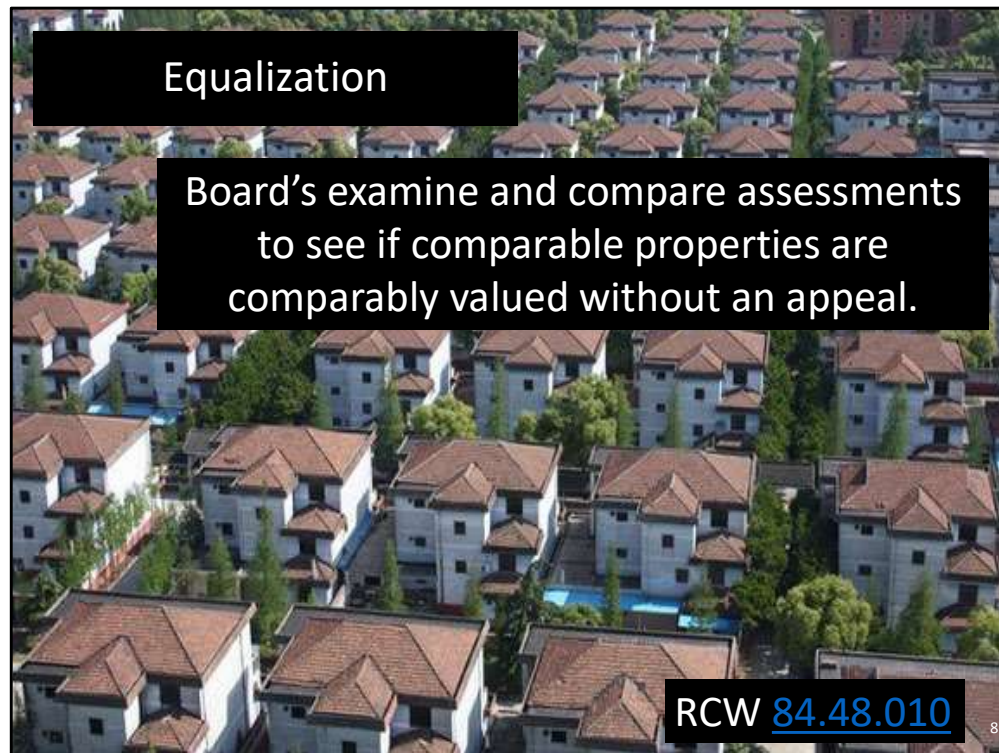 Equalization
Board’s examine and compare assessments
to see if comparable properties are
comparably valued without an appeal.
RCW 84.48.010
8